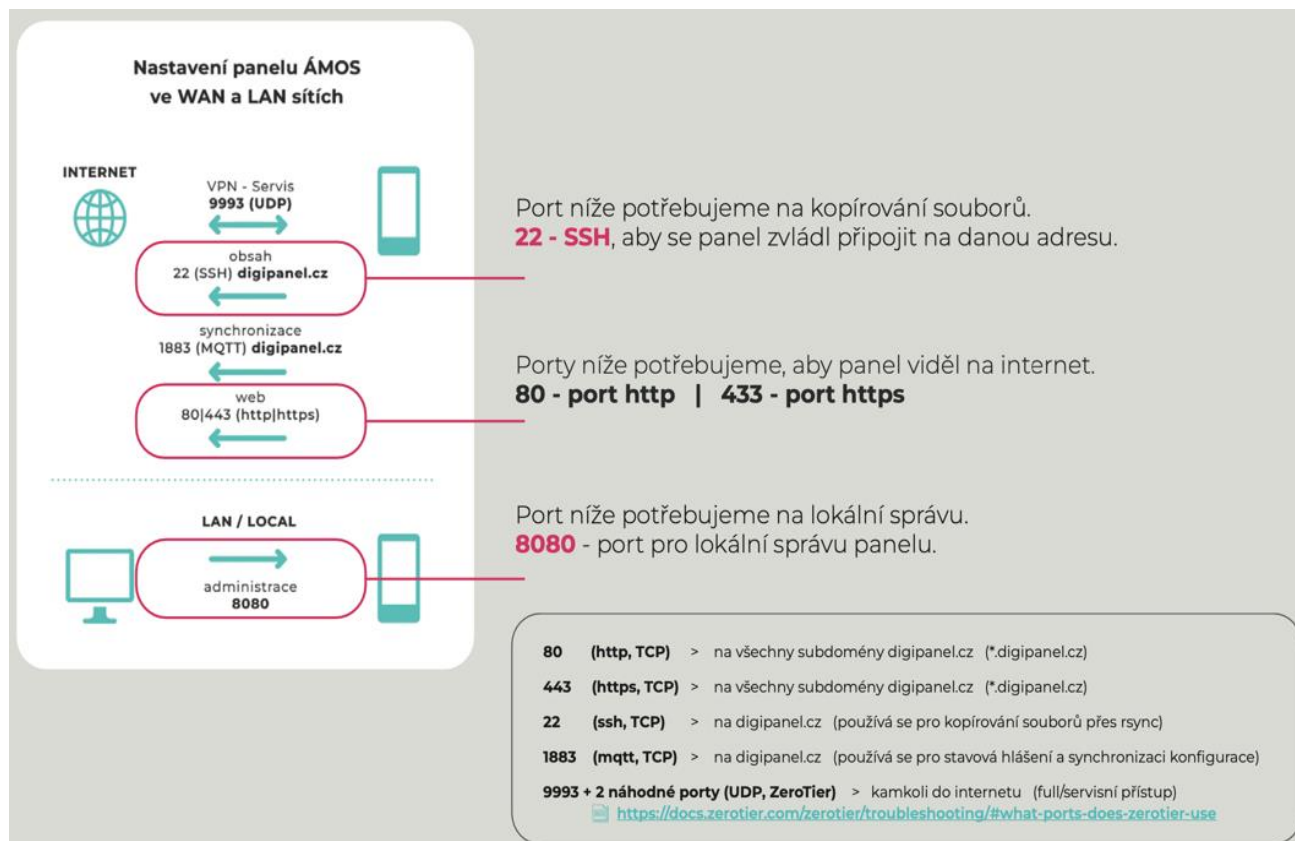 Nastavení panelu ÁMOS
ve WAN a LAN sítích
INTERNET
VPN - Servis
9993 (UDP)
obsah
22 (SSH) digipanel.cz
synchronizace
1883 (MQTT) digipanel.cz
web
80|443 (http|https)
LAN / LOCAL
administrace
8080
Port níže potřebujeme na kopírování souborů.
22 - SSH, aby se panel zvládl připojit na danou adresu.
Porty níže potřebujeme, aby panel viděl na internet.
80 - port http | 433 - port https
Port níže potřebujeme na lokální správu.
8080 - port pro lokální správu panelu.
80 (http, TCP) > na všechny subdomény digipanel.cz (*.digipanel.cz)
443 (https, TCP) > na všechny subdomény digipanel.cz (*.digipanel.cz)
22 (ssh, TCP) > na digipanel.cz (používá se pro kopírování souborů přes rsync)
1883 (mqtt, TCP) > na digipanel.cz (používá se pro stavová hlášení a synchronizaci konfigurace)
9993 + 2 náhodné porty (UDP, ZeroTier) > kamkoli do internetu (full/servisní přístup)
https://docs.zerotier.com/zerotier/troubleshooting/#what-ports-does-zerotier-use